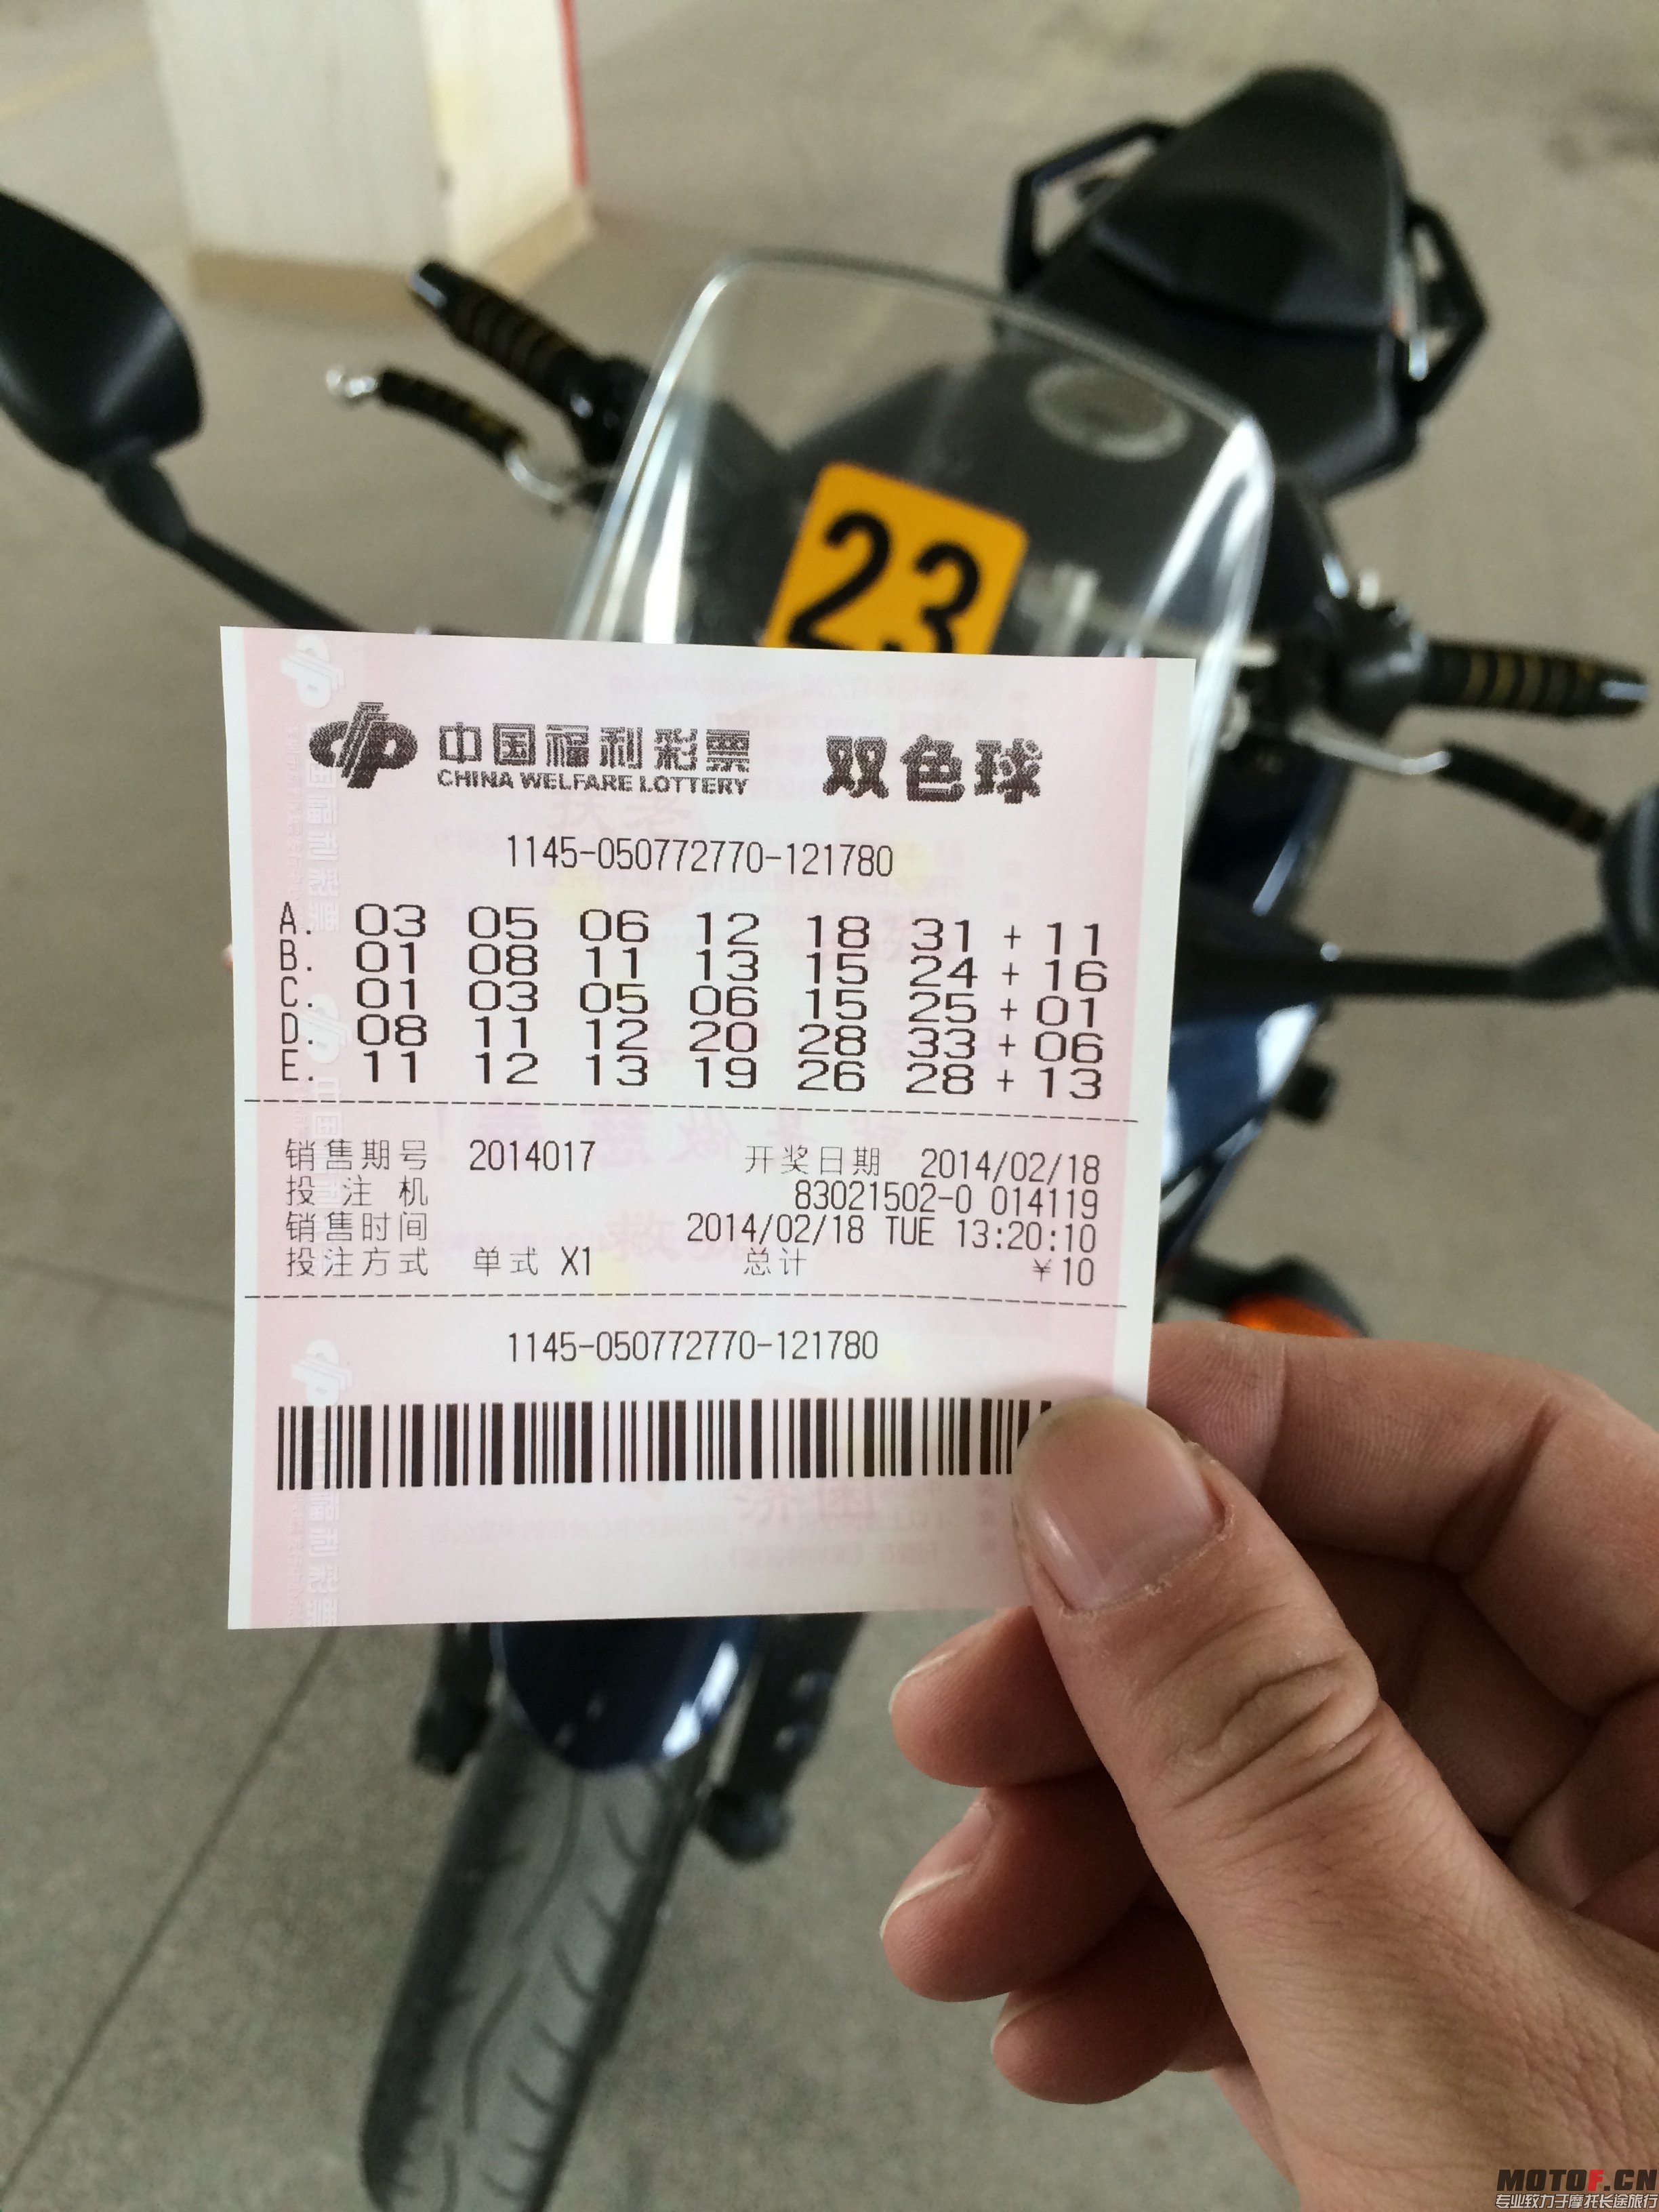 23
中国福利彩票 双色球
CHINA WELFARE LOTTERY
1145-050772770-121780
A. 03 05 06 12 18 31 + 11
B. 01 08 11 13 15 24 + 16
C. 01 03 05 06 15 25 + 01
D. 08 11 12 20 28 33 + 06
E. 11 12 13 19 26 28 + 13
销售期号 2014017 开奖日期 2014/02/18
投注机 83021502-0 014119
销售时间 2014/02/18 TUE 13:20:10
投注方式 单式 X1 总计 ¥10
1145-050772770-121780
MOTOF.CN
专业致力于摩托长途旅行